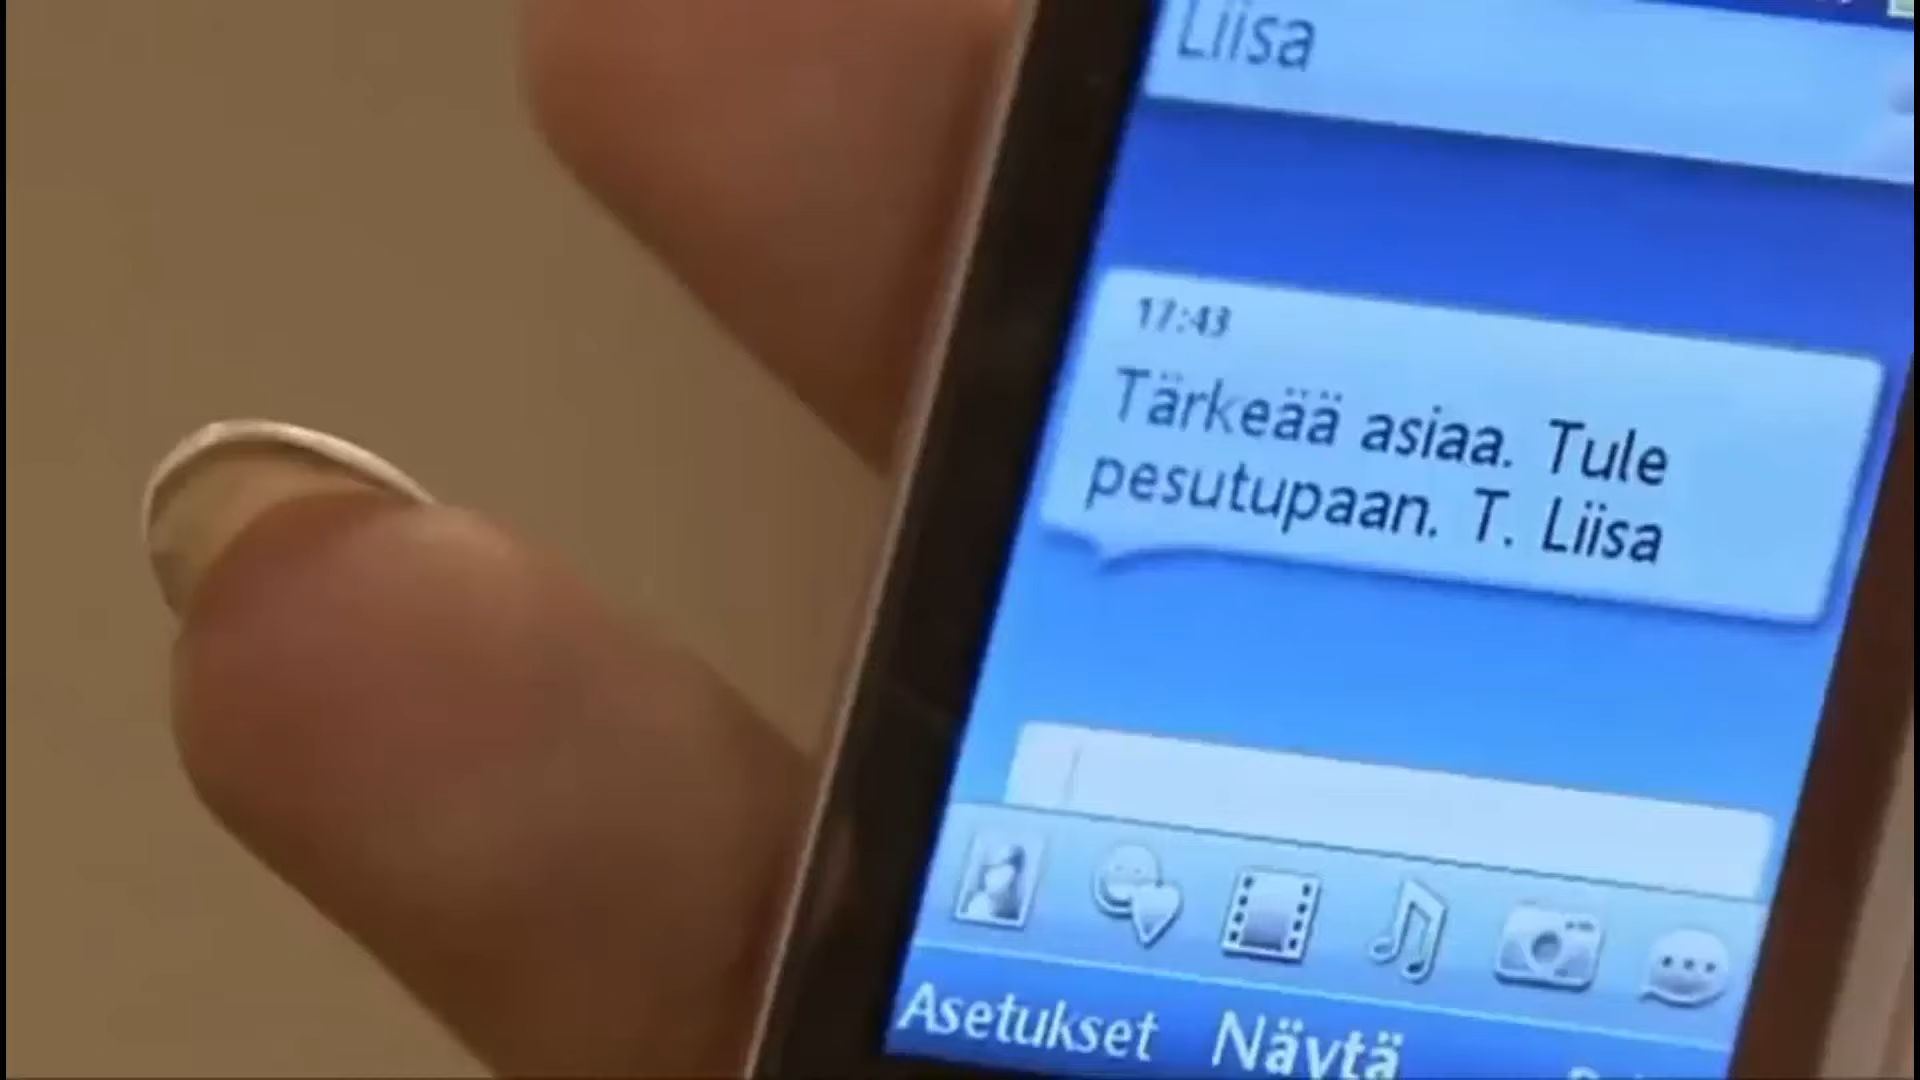 Liisa
17:43
Tärkeää asiaa. Tule
pesutupaan. T. Liisa
Asetukset Näytä